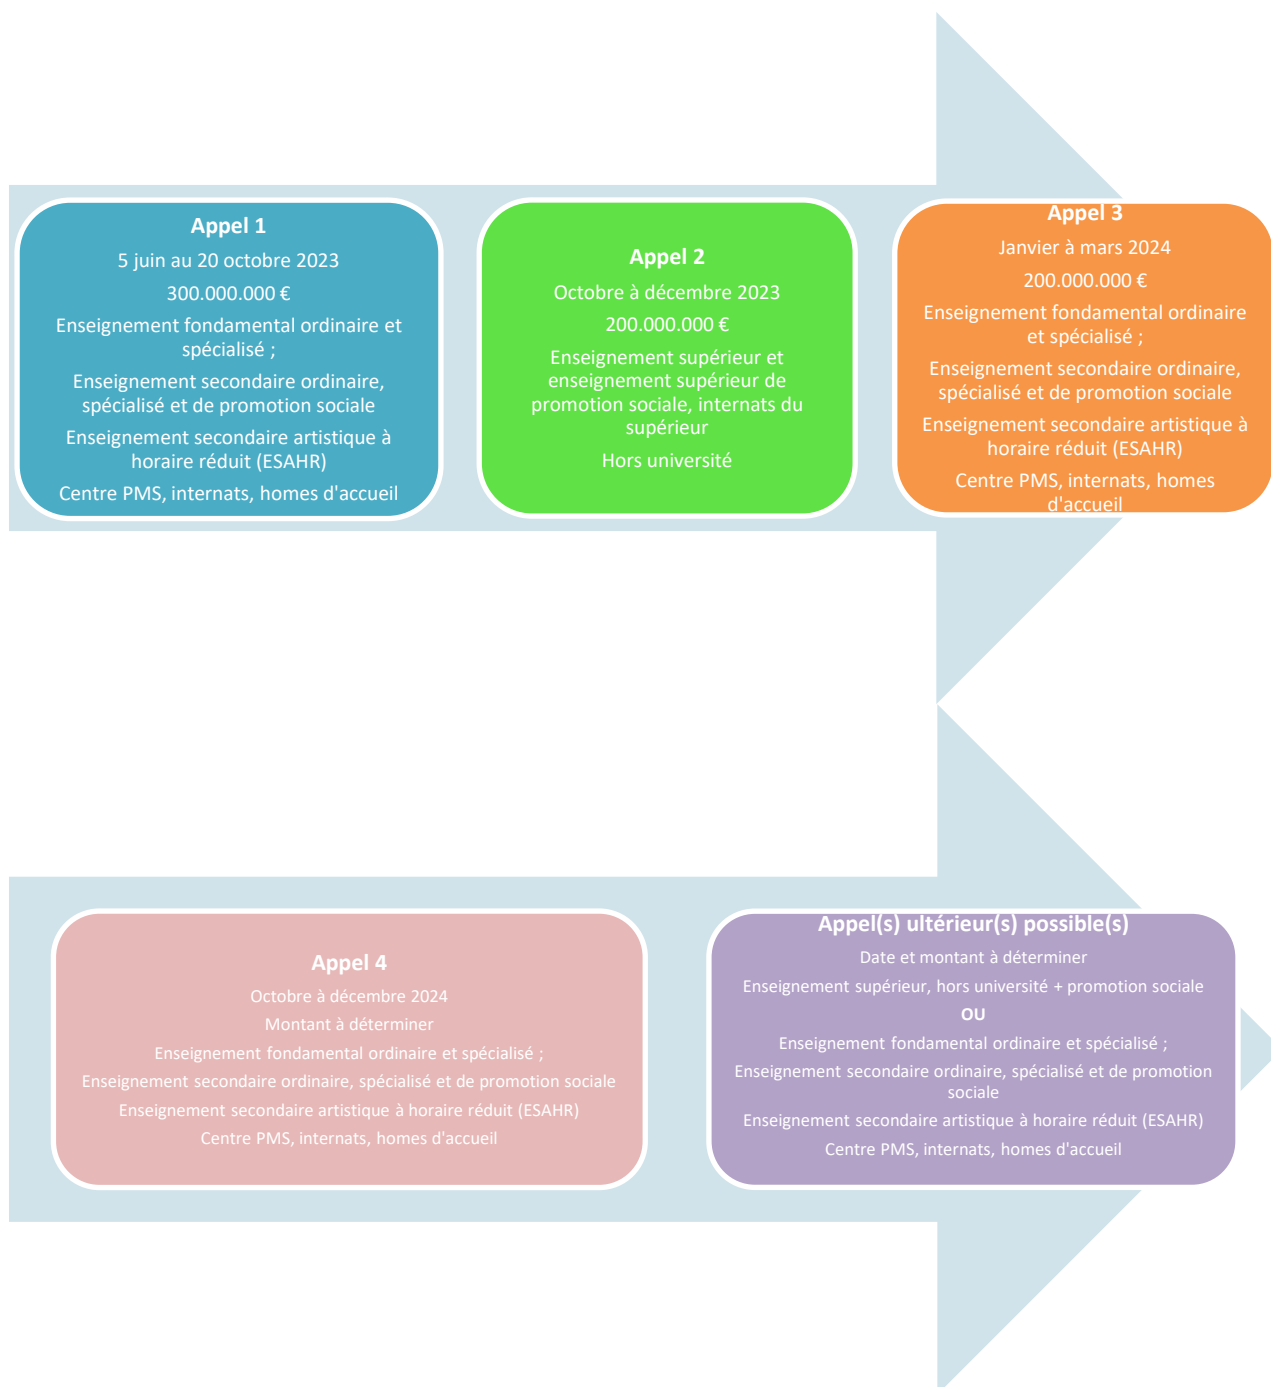 Appel 1
5 juin au 20 octobre 2023
300.000.000 €
Enseignement fondamental ordinaire et
spécialisé ;
Enseignement secondaire ordinaire,
spécialisé et de promotion sociale
Enseignement secondaire artistique à
horaire réduit (ESAHR)
Centre PMS, internats, homes d'accueil
Appel 2
Octobre à décembre 2023
200.000.000 €
Enseignement supérieur et
enseignement supérieur de
promotion sociale, internats du
supérieur
Hors université
Appel 3
Janvier à mars 2024
200.000.000 €
Enseignement fondamental ordinaire
et spécialisé ;
Enseignement secondaire ordinaire,
spécialisé et de promotion sociale
Enseignement secondaire artistique à
horaire réduit (ESAHR)
Centre PMS, internats, homes
d'accueil
Appel 4
Octobre à décembre 2024
Montant à déterminer
Enseignement fondamental ordinaire et spécialisé ;
Enseignement secondaire ordinaire, spécialisé et de promotion sociale
Enseignement secondaire artistique à horaire réduit (ESAHR)
Centre PMS, internats, homes d'accueil
Appel(s) ultérieur(s) possible(s)
Date et montant à déterminer
Enseignement supérieur, hors université + promotion sociale
OU
Enseignement fondamental ordinaire et spécialisé ;
Enseignement secondaire ordinaire, spécialisé et de promotion
sociale
Enseignement secondaire artistique à horaire réduit (ESAHR)
Centre PMS, internats, homes d'accueil